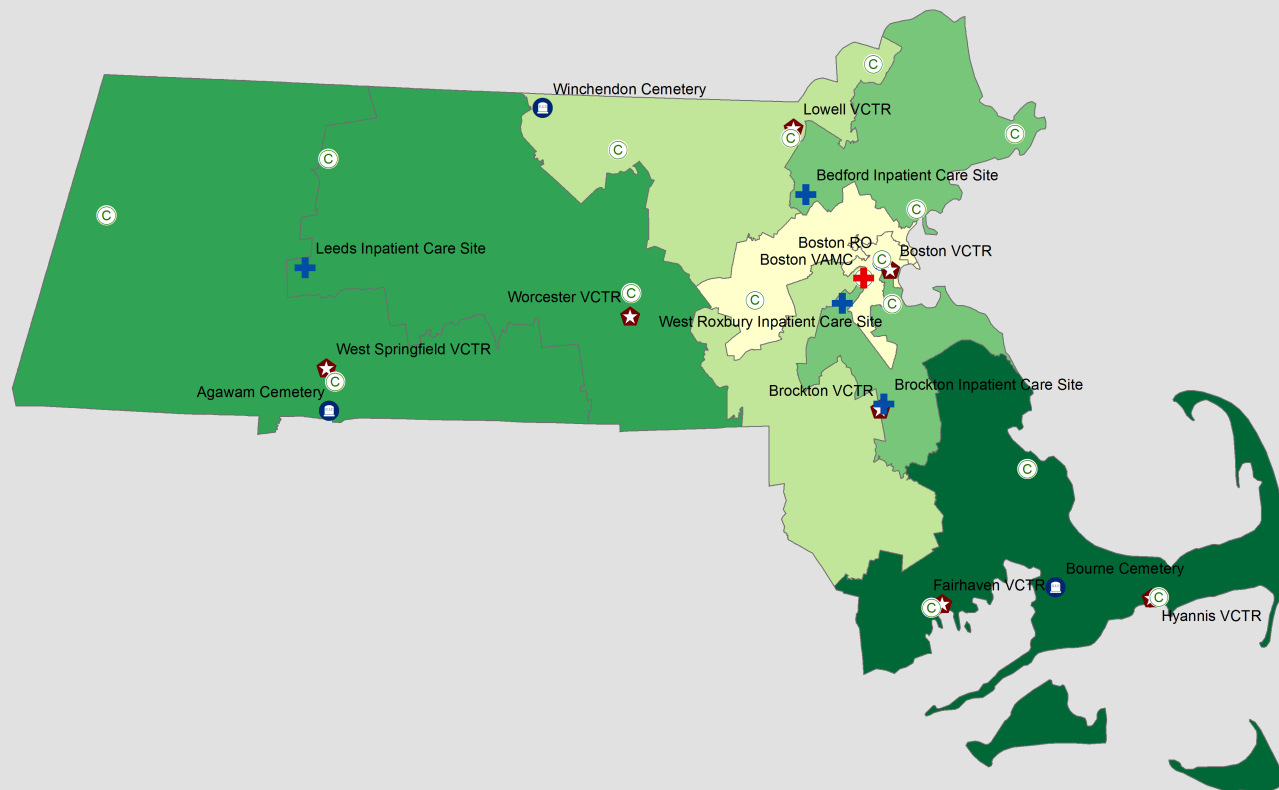 Winchendon Cemetery
C
Lowell VCTR
C
C
C
C
Bedford Inpatient Care Site
C
C
Leeds Inpatient Care Site
Boston RO
Boston VCTR
Boston VAMC
C
Worcester VCTR
C
C
C
West Roxbury Inpatient Care Site
West Springfield VCTR
C
Agawam Cemetery
Brockton VCTR
Brockton Inpatient Care Site
C
Bourne Cemetery
Fairhaven VCTR
C
C
Hyannis VCTR